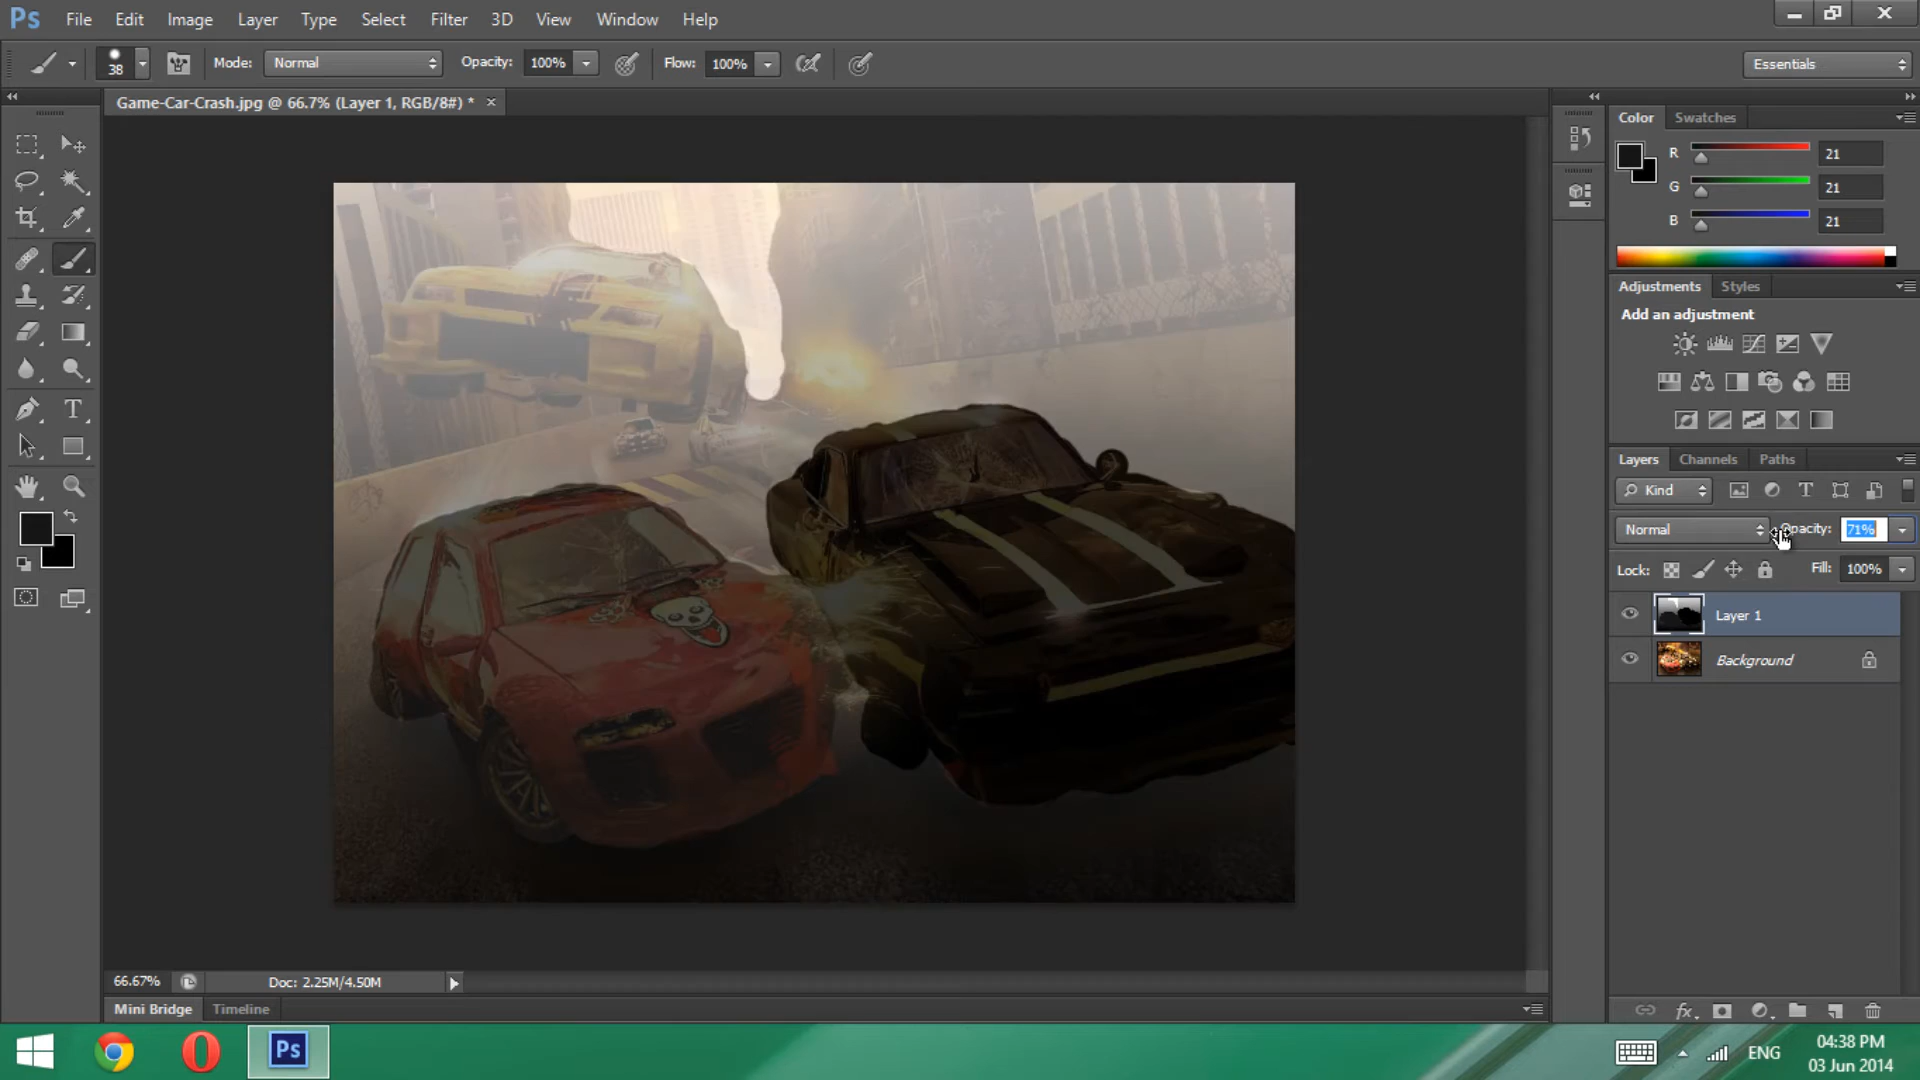 Ps File Edit Image Layer Type Select Filter 3D View Window Help
38 Mode: Normal Opacity: 100% Flow: 100% Essentials
Game-Car-Crash.jpg @ 66.7% (Layer 1, RGB/8#) *
Color Swatches
R 21
G 21
B 21
Adjustments Styles
Add an adjustment
Layers Channels Paths
Kind
Normal Opacity: 71%
Lock: Fill: 100%
Layer 1
Background
66.67% Doc: 2.25M/4.50M
Mini Bridge Timeline
Ps ENG 04:38 PM
03 Jun 2014